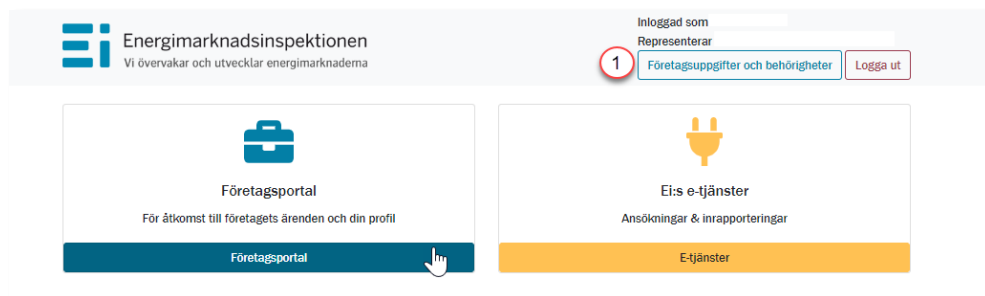 Energimarknadsinspektionen
Vi övervakar och utvecklar energimarknaderna
Inloggad som
Representerar
1
Företagsuppgifter och behörigheter
Logga ut
Företagsportal
För åtkomst till företagets ärenden och din profil
Företagsportal
Ei:s e-tjänster
Ansökningar & inrapporteringar
E-tjänster